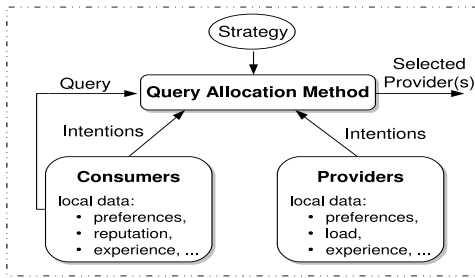 Strategy
Selected
Provider(s)
Query
Query Allocation Method
Intentions
Intentions
Consumers
local data:
• preferences,
• reputation,
• experience, ...
Providers
local data:
• preferences,
• load,
• experience, ...